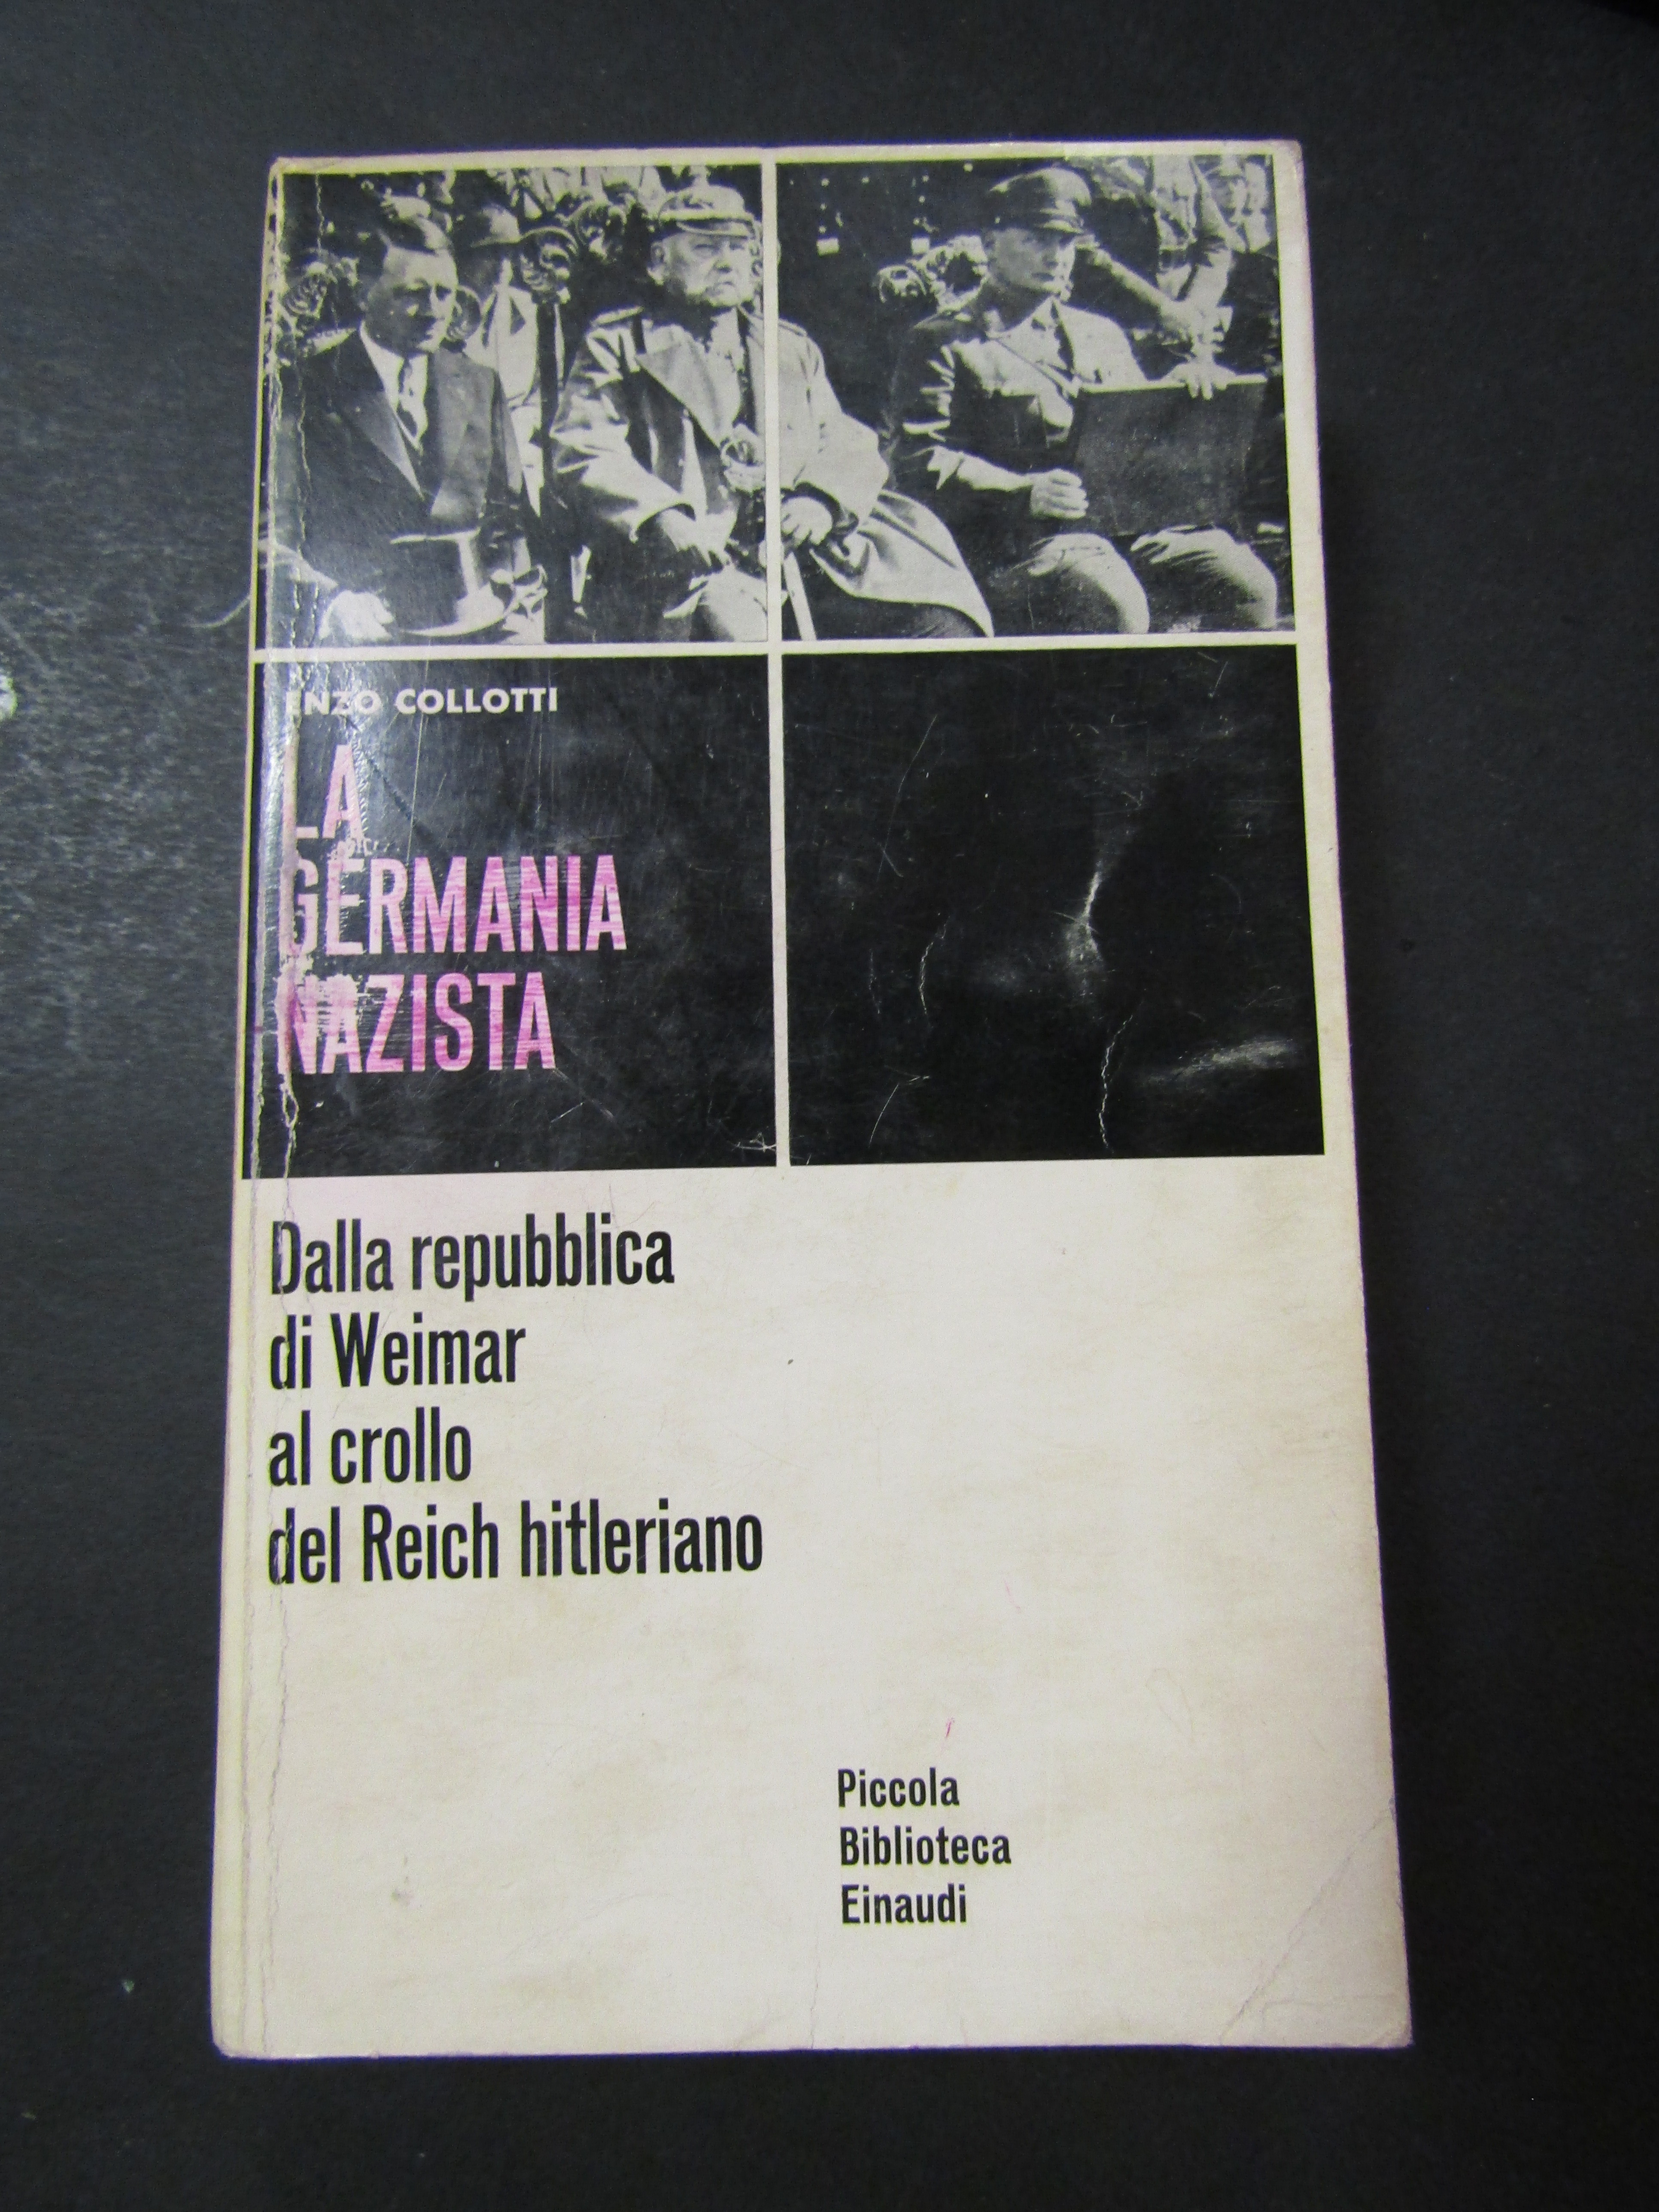 ENZO COLLOTTI
LA
GERMANIA
NAZISTA
Dalla repubblica
di Weimar
al crollo
del Reich hitleriano
Piccola
Biblioteca
Einaudi